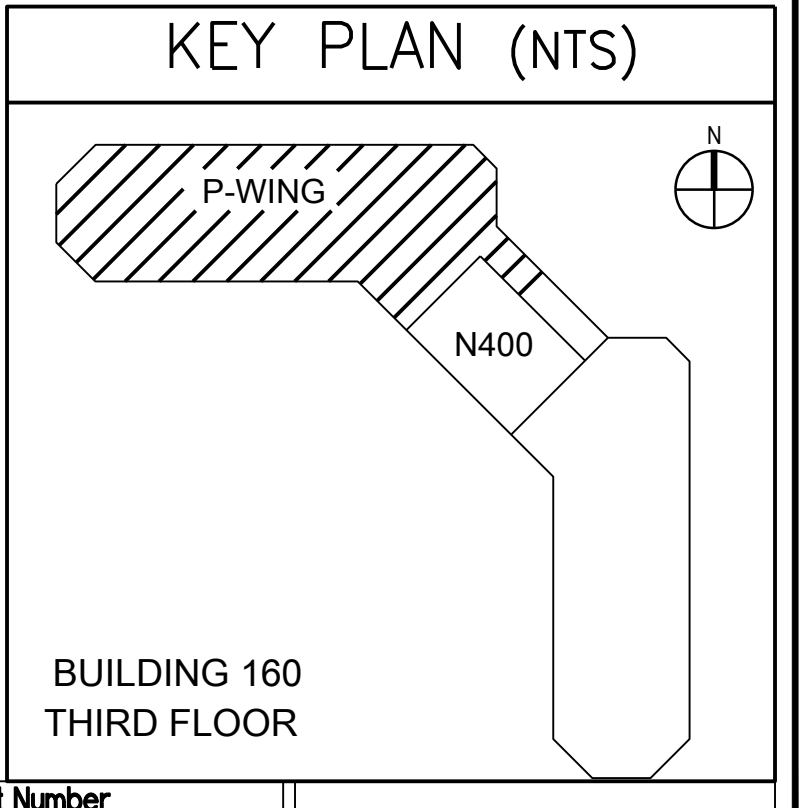 KEY PLAN (NTS)
N
P-WING
N400
BUILDING 160
THIRD FLOOR
Number